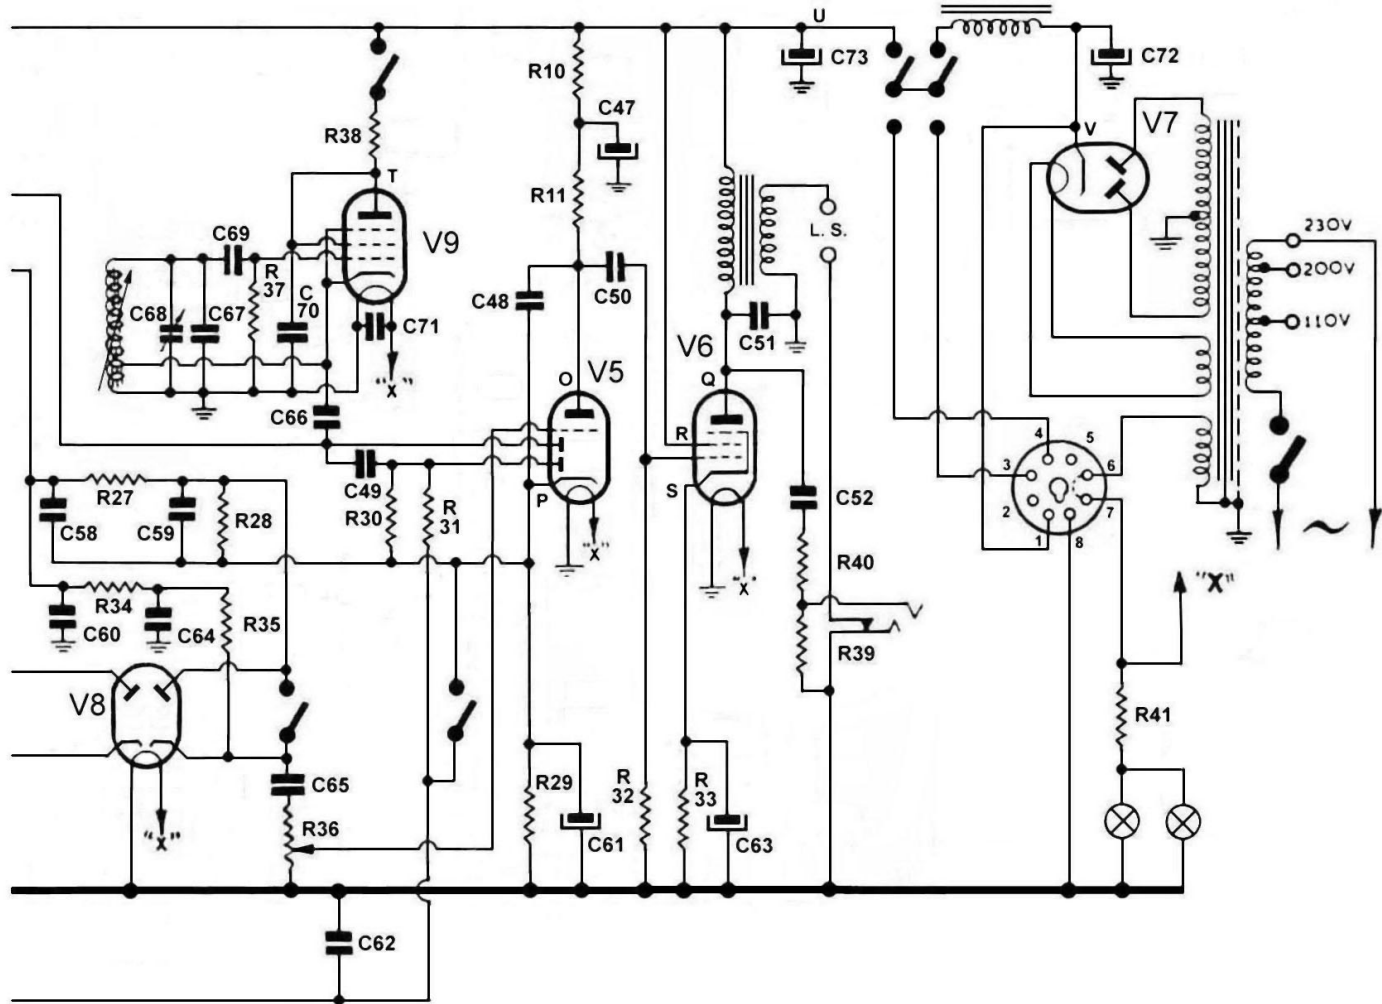 U
C73
C72
R10
C47
V
V7
R38
T
R11
L. S.
230V
200V
110V
C69
V9
R
37
C
70
C68
C67
C71
C48
C50
C51
V6
"X"
O
V5
Q
C66
R
4
5
3
6
2
7
1
8
R27
C49
P
S
C52
C58
C59
R28
R30
R
31
"X"
"X"
~
R40
"X"
R34
R35
C60
C64
R39
V8
R41
C65
R29
R
32
R
33
R36
"X"
C61
C63
C62